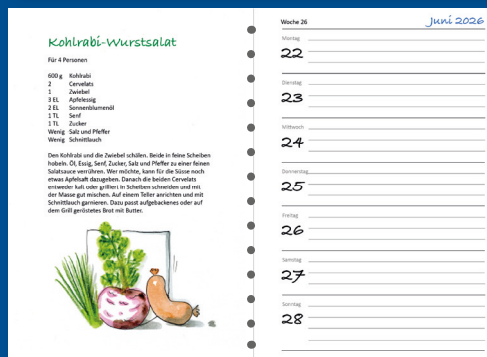 Kohlrabi-Wurstsalat
Für 4 Personen
600 g Kohlrabi
2 Cervelats
1 Zwiebel
3 EL Apfelessig
2 EL Sonnenblumenöl
1 TL Senf
1 TL Zucker
Wenig Salz und Pfeffer
Wenig Schnittlauch
Den Kohlrabi und die Zwiebel schälen. Beide in feine Scheiben
hobeln. Öl, Essig, Senf, Zucker, Salz und Pfeffer zu einer feinen
Salatsauce verrühren. Wer möchte, kann für die Süsse noch
etwas Apfelsaft dazugeben. Danach die beiden Cervelats
entweder kalt oder grilliert in Scheiben schneiden und mit
der Masse gut mischen. Auf einem Teller anrichten und mit
Schnittlauch garnieren. Dazu passt aufgebackenes oder auf
dem Grill geröstetes Brot mit Butter.
Woche 26
Juni 2026
Montag
22
Dienstag
23
Mittwoch
24
Donnerstag
25
Freitag
26
Samstag
27
Sonntag
28